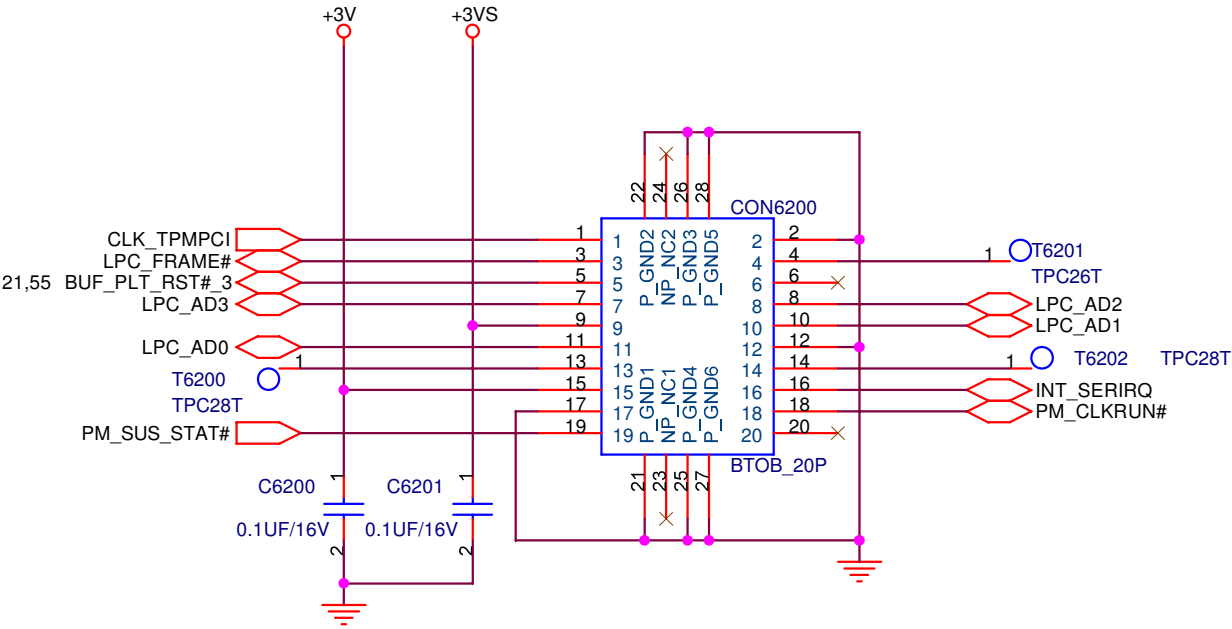 +3V +3VS
22 24 26 28
CON6200
P_GND2 NP_NC2 P_GND3 P_GND5
CLK_TPMPCI 1 1 2 2
LPC_FRAME# 3 3 4 4 1 T6201
TPC26T
21,55 BUF_PLT_RST#_3 5 5 6 6
LPC_AD3 7 7 8 8 LPC_AD2
9 9 10 10 LPC_AD1
LPC_AD0 11 11 12 12
T6200 1 13 13 14 14 1 T6202 TPC28T
TPC28T
15 15 16 16 INT_SERIRQ
17 17 18 18 PM_CLKRUN#
PM_SUS_STAT# 19 19 20 20
P_GND1 NP_NC1 P_GND4 P_GND6
BTOB_20P
21 23 25 27
1 1
C6200 C6201
0.1UF/16V 0.1UF/16V
2 2